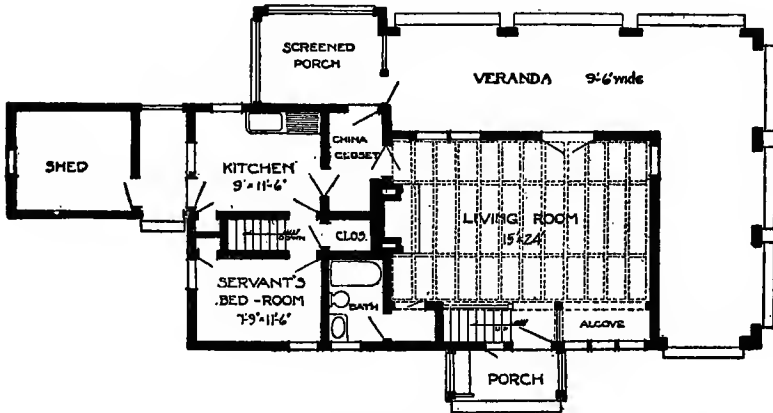 SCREENED
PORCH
VERANDA 9'-6" wide
SHED
CHINA
CLOSET
KITCHEN
9' × 11'-6"
LIVING ROOM
15' × 24'
DOWN
CLOS.
SERVANT'S
BED-ROOM
7'-9" × 11'-6"
BATH
UP
ALCOVE
PORCH